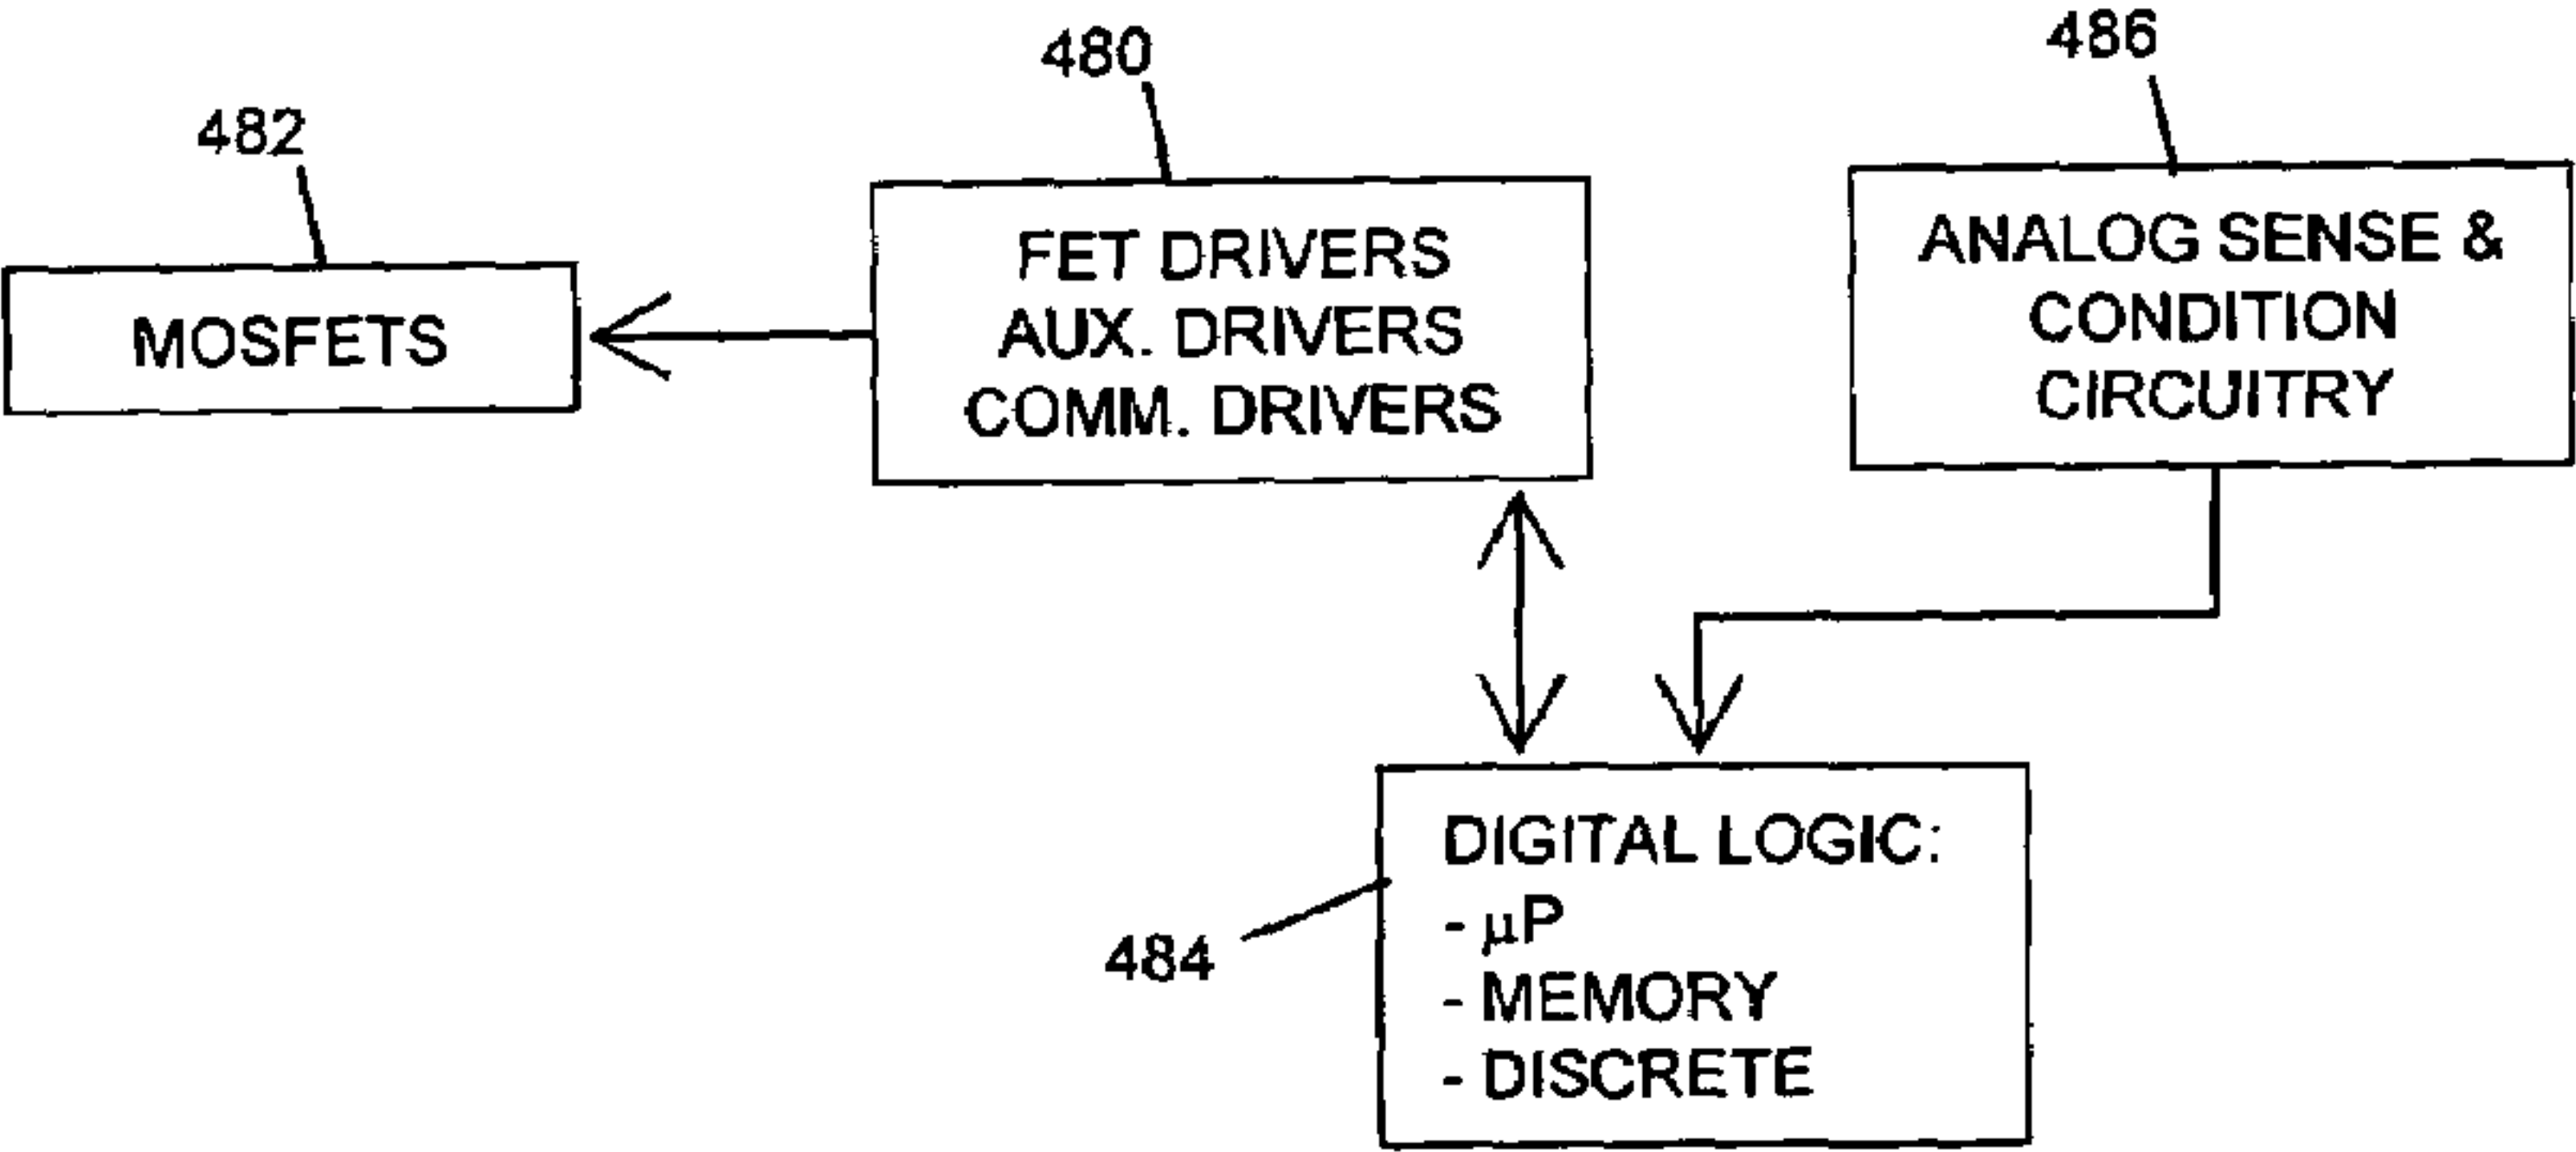 480
486
482
FET DRIVERS
AUX. DRIVERS
COMM. DRIVERS
ANALOG SENSE &
CONDITION
CIRCUITRY
MOSFETS
DIGITAL LOGIC:
- μP
- MEMORY
- DISCRETE
484